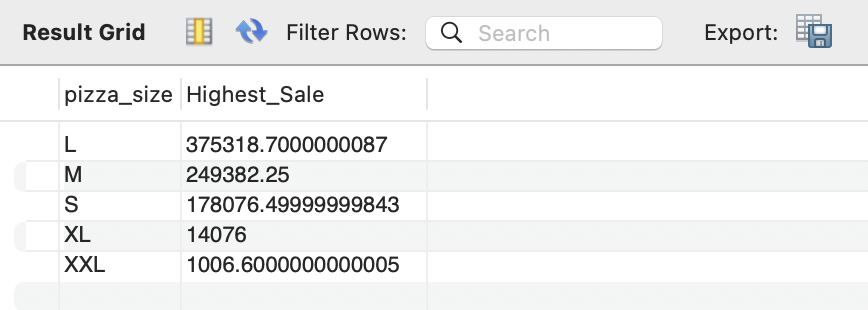 Result Grid Filter Rows: Search Export:
pizza_size Highest_Sale
L 375318.7000000087
M 249382.25
S 178076.49999999843
XL 14076
XXL 1006.6000000000005